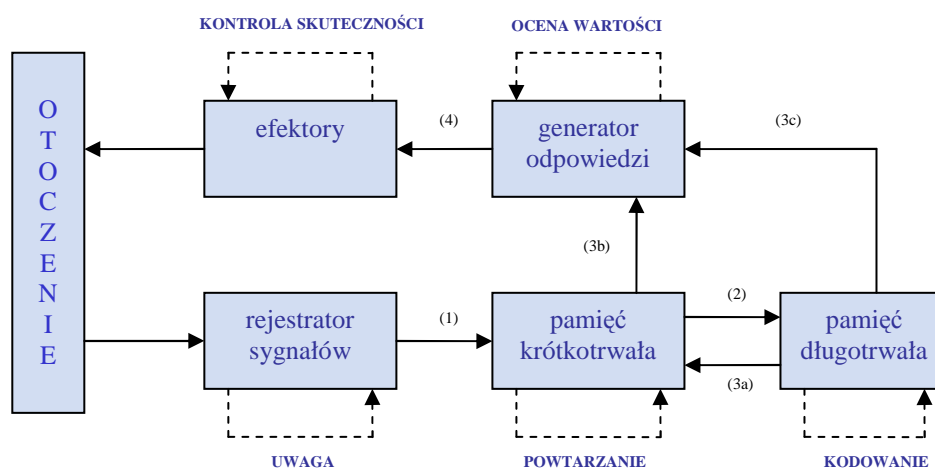 KONTROLA SKUTECZNOŚCI
OCENA WARTOŚCI
O
T
O
C
Z
E
N
I
E
efektory
(4)
generator
odpowiedzi
(3c)
(3b)
rejestrator
sygnałów
(1)
pamięć
krótkotrwała
(2)
(3a)
pamięć
długotrwała
UWAGA
POWTARZANIE
KODOWANIE